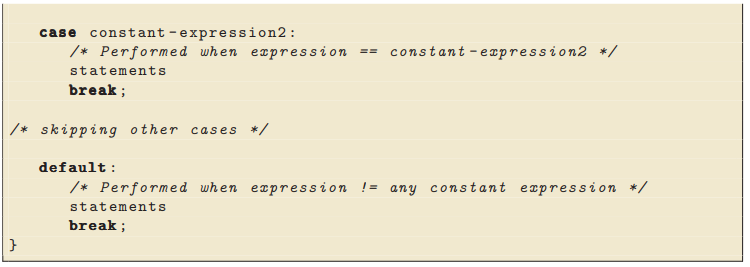 case constant-expression2:
/* Performed when expression == constant-expression2 */
statements
break;
/* skipping other cases */
default:
/* Performed when expression != any constant expression */
statements
break;
}